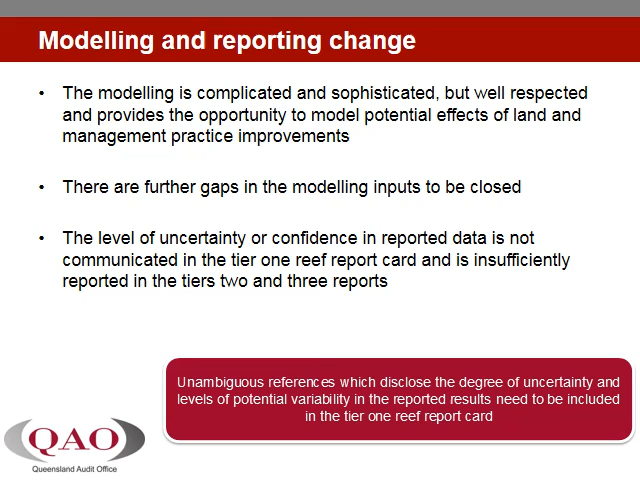 Modelling and reporting change
• The modelling is complicated and sophisticated, but well respected
and provides the opportunity to model potential effects of land and
management practice improvements
• There are further gaps in the modelling inputs to be closed
• The level of uncertainty or confidence in reported data is not
communicated in the tier one reef report card and is insufficiently
reported in the tiers two and three reports
Unambiguous references which disclose the degree of uncertainty and
levels of potential variability in the reported results need to be included
in the tier one reef report card
QAO
Queensland Audit Office